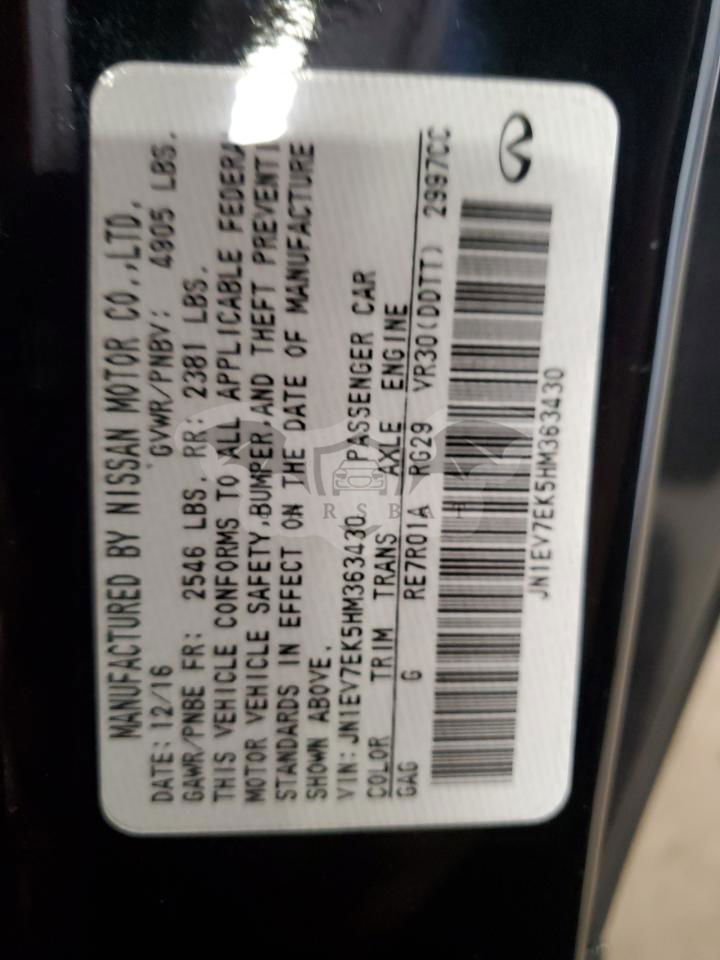 MANUFACTURED BY NISSAN MOTOR CO.,LTD.
DATE: 12/16 GVWR/PNBV: 4905 LBS.
GAWR/PNBE FR: 2546 LBS. RR: 2381 LBS.
THIS VEHICLE CONFORMS TO ALL APPLICABLE FEDERA
MOTOR VEHICLE SAFETY,BUMPER AND THEFT PREVENTI
STANDARDS IN EFFECT ON THE DATE OF MANUFACTURE
SHOWN ABOVE.
VIN: JN1EV7EK5HM363430 PASSENGER CAR
COLOR TRIM TRANS AXLE ENGINE
GAG G RE7R01A RG29 VR30(DDTT) 2997CC
JN1EV7EK5HM363430